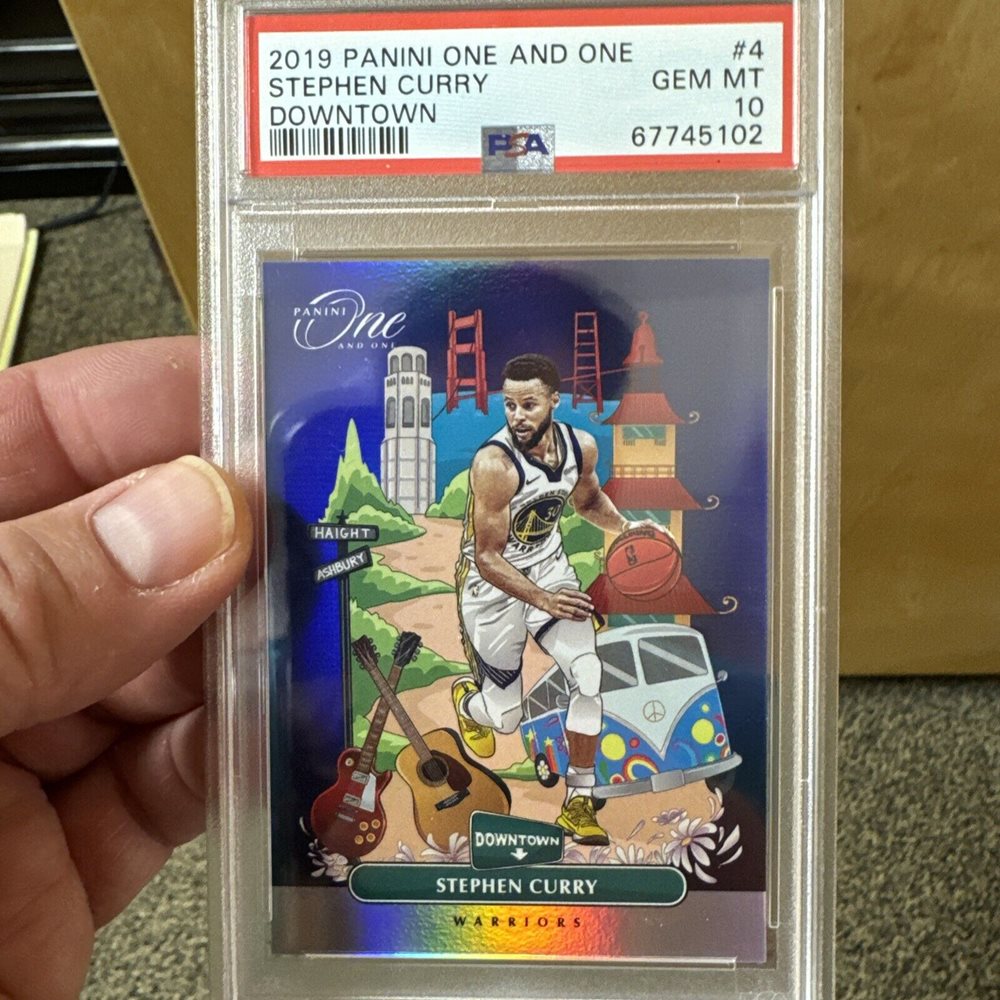 2019 PANINI ONE AND ONE #4
STEPHEN CURRY GEM MT
DOWNTOWN 10
PSA 67745102
PANINI
One
AND ONE
HAIGHT
ASHBURY
30
DOWNTOWN
STEPHEN CURRY
WARRIORS